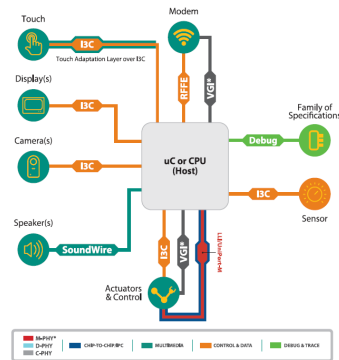 Touch
I3C
Touch Adaptation Layer over I3C
Modem
RFFE
VGI*
Display(s)
I3C
Camera(s)
I3C
uC or CPU
(Host)
Debug
Family of
Specifications
I3C
Sensor
Speaker(s)
SoundWire
I3C
VGI*
Actuators
& Control
M-PHY*
D-PHY
C-PHY
CHIP-TO-CHIP/IPC
MULTIMEDIA
CONTROL & DATA
DEBUG & TRACE